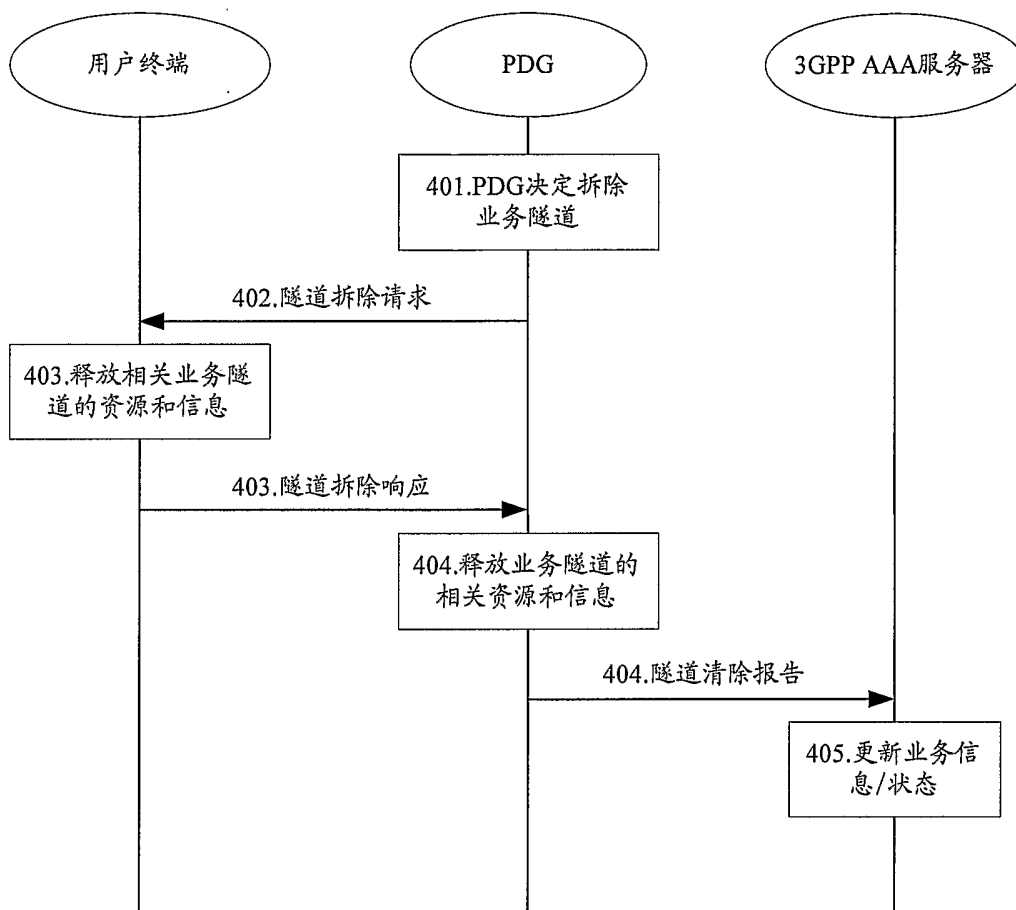 用户终端
PDG
3GPP AAA服务器
401.PDG决定拆除
业务隧道
402.隧道拆除请求
403.释放相关业务隧
道的资源和信息
403.隧道拆除响应
404.释放业务隧道的
相关资源和信息
404.隧道清除报告
405.更新业务信
息/状态